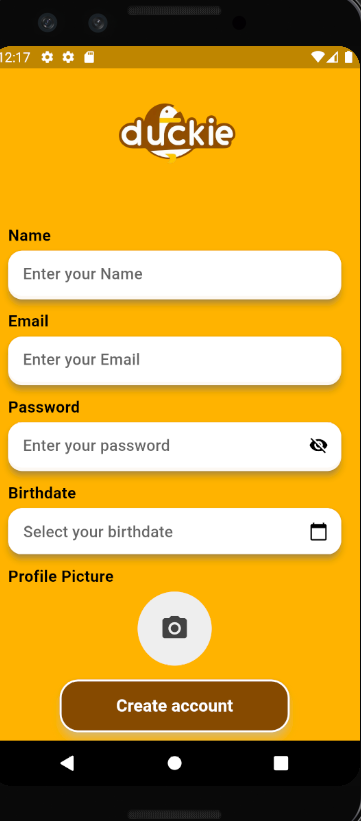 12:17
duckie
Name
Enter your Name
Email
Enter your Email
Password
Enter your password
Birthdate
Select your birthdate
Profile Picture
Create account